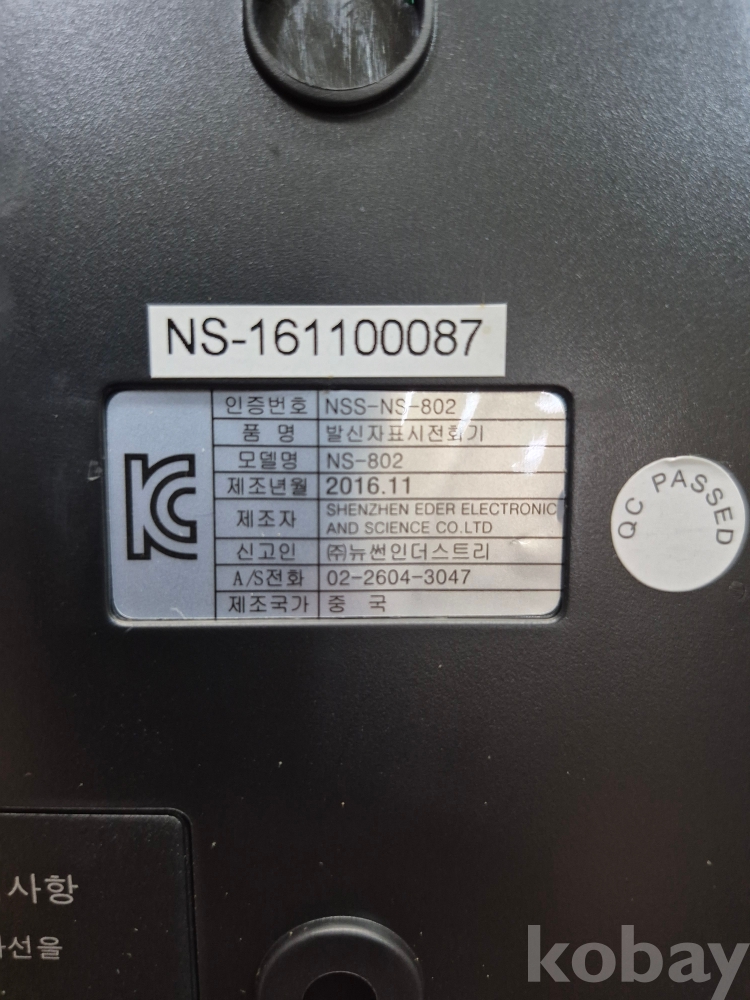 NS-161100087
인증번호 NSS-NS-802
품 명 발신자표시전화기
모델명 NS-802
제조년월 2016.11
제조자 SHENZHEN EDER ELECTRONIC
AND SCIENCE CO.LTD
신고인 ㈜뉴썬인더스트리
A/S전화 02-2604-3047
제조국가 중 국
QC PASSED
사항
선을
kobay